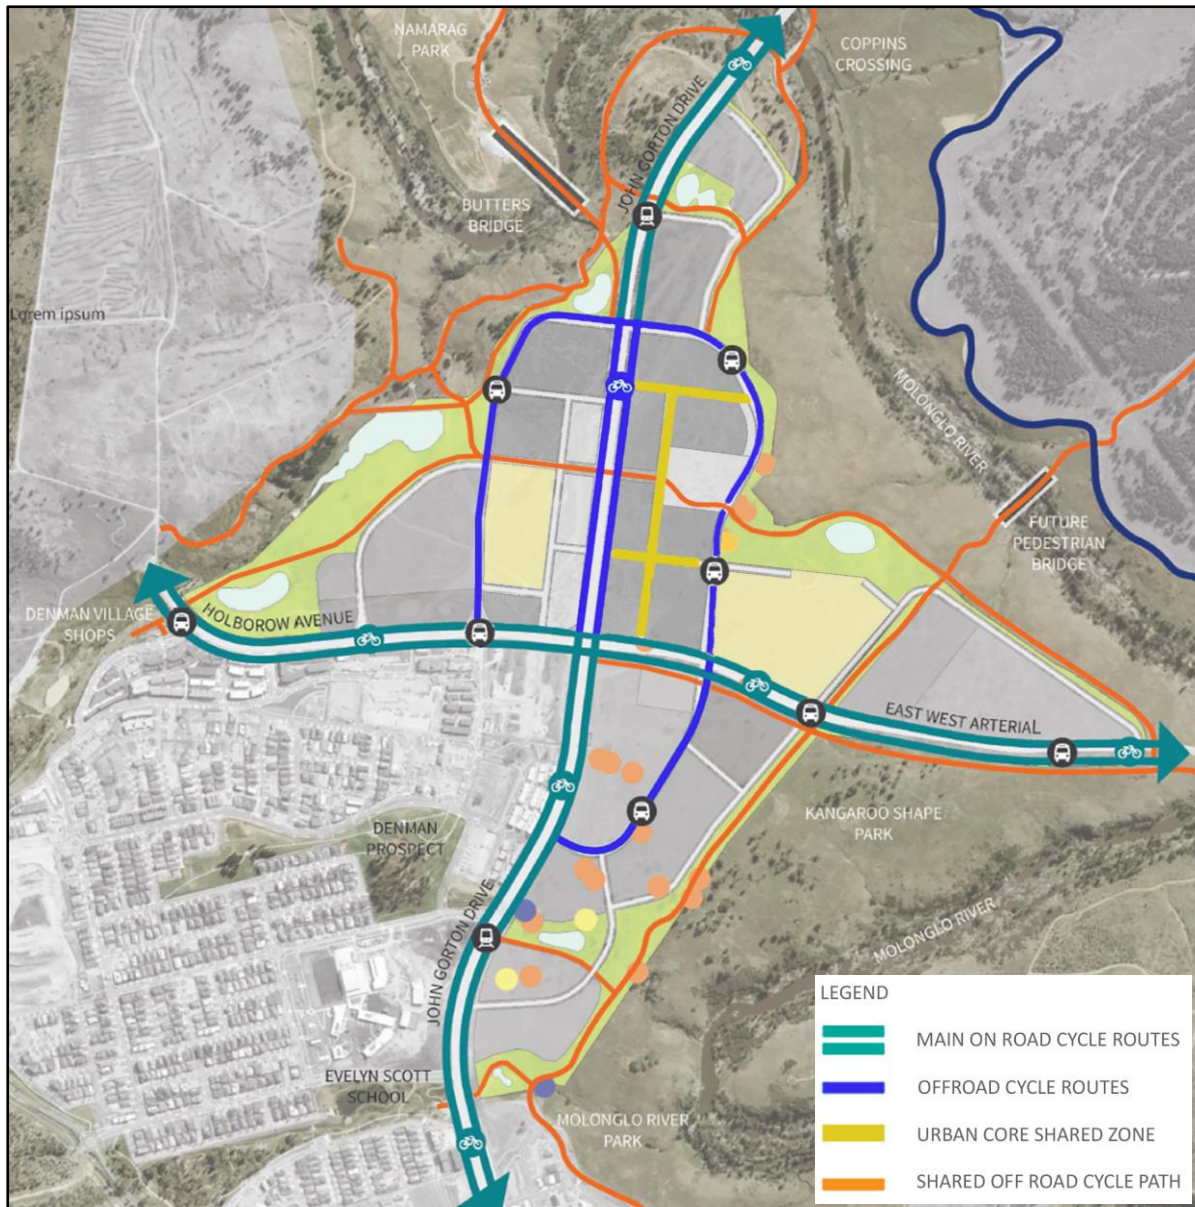 NAMARAG
PARK
COPPINS
CROSSING
JOHN GORTON DRIVE
BUTTERS
BRIDGE
Lorem ipsum
MOLONGLO RIVER
FUTURE
PEDESTRIAN
BRIDGE
DENMAN VILLAGE
SHOPS
HOLBOROW AVENUE
EAST WEST ARTERIAL
KANGAROO SHAPE
PARK
DENMAN
PROSPECT
JOHN GORTON DRIVE
MOLONGLO RIVER
EVELYN SCOTT
SCHOOL
MOLONGLO RIVER
PARK
LEGEND
MAIN ON ROAD CYCLE ROUTES
OFFROAD CYCLE ROUTES
URBAN CORE SHARED ZONE
SHARED OFF ROAD CYCLE PATH